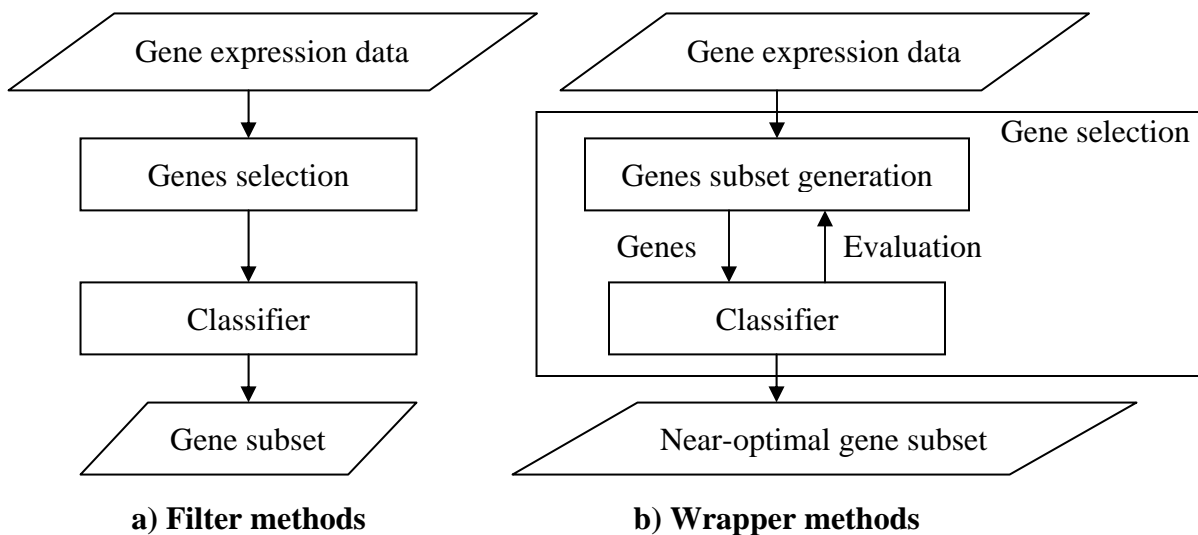 Gene expression data
Genes selection
Classifier
Gene subset
a) Filter methods
Gene expression data
Gene selection
Genes subset generation
Genes
Evaluation
Classifier
Near-optimal gene subset
b) Wrapper methods